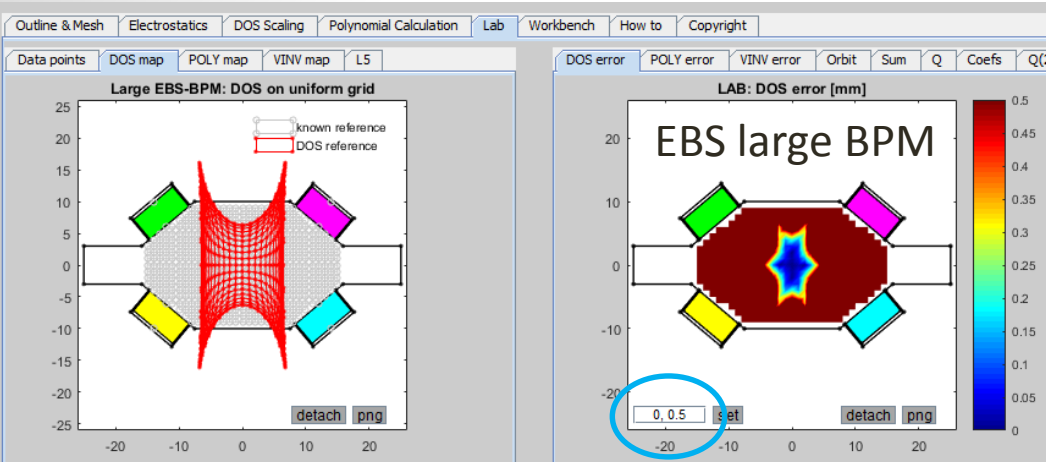 Outline & Mesh Electrostatics DOS Scaling Polynomial Calculation Lab Workbench How to Copyright
Data points DOS map POLY map VINV map L5
Large EBS-BPM: DOS on uniform grid
known reference
DOS reference
25
20
15
10
5
0
-5
-10
-15
-20
-25
detach png
-20 -10 0 10 20
DOS error POLY error VINV error Orbit Sum Q Coefs Q(2
LAB: DOS error [mm]
EBS large BPM
20
10
0
-10
-20
0, 0.5 set detach png
-20 -10 0 10 20
0.5
0.45
0.4
0.35
0.3
0.25
0.2
0.15
0.1
0.05
0